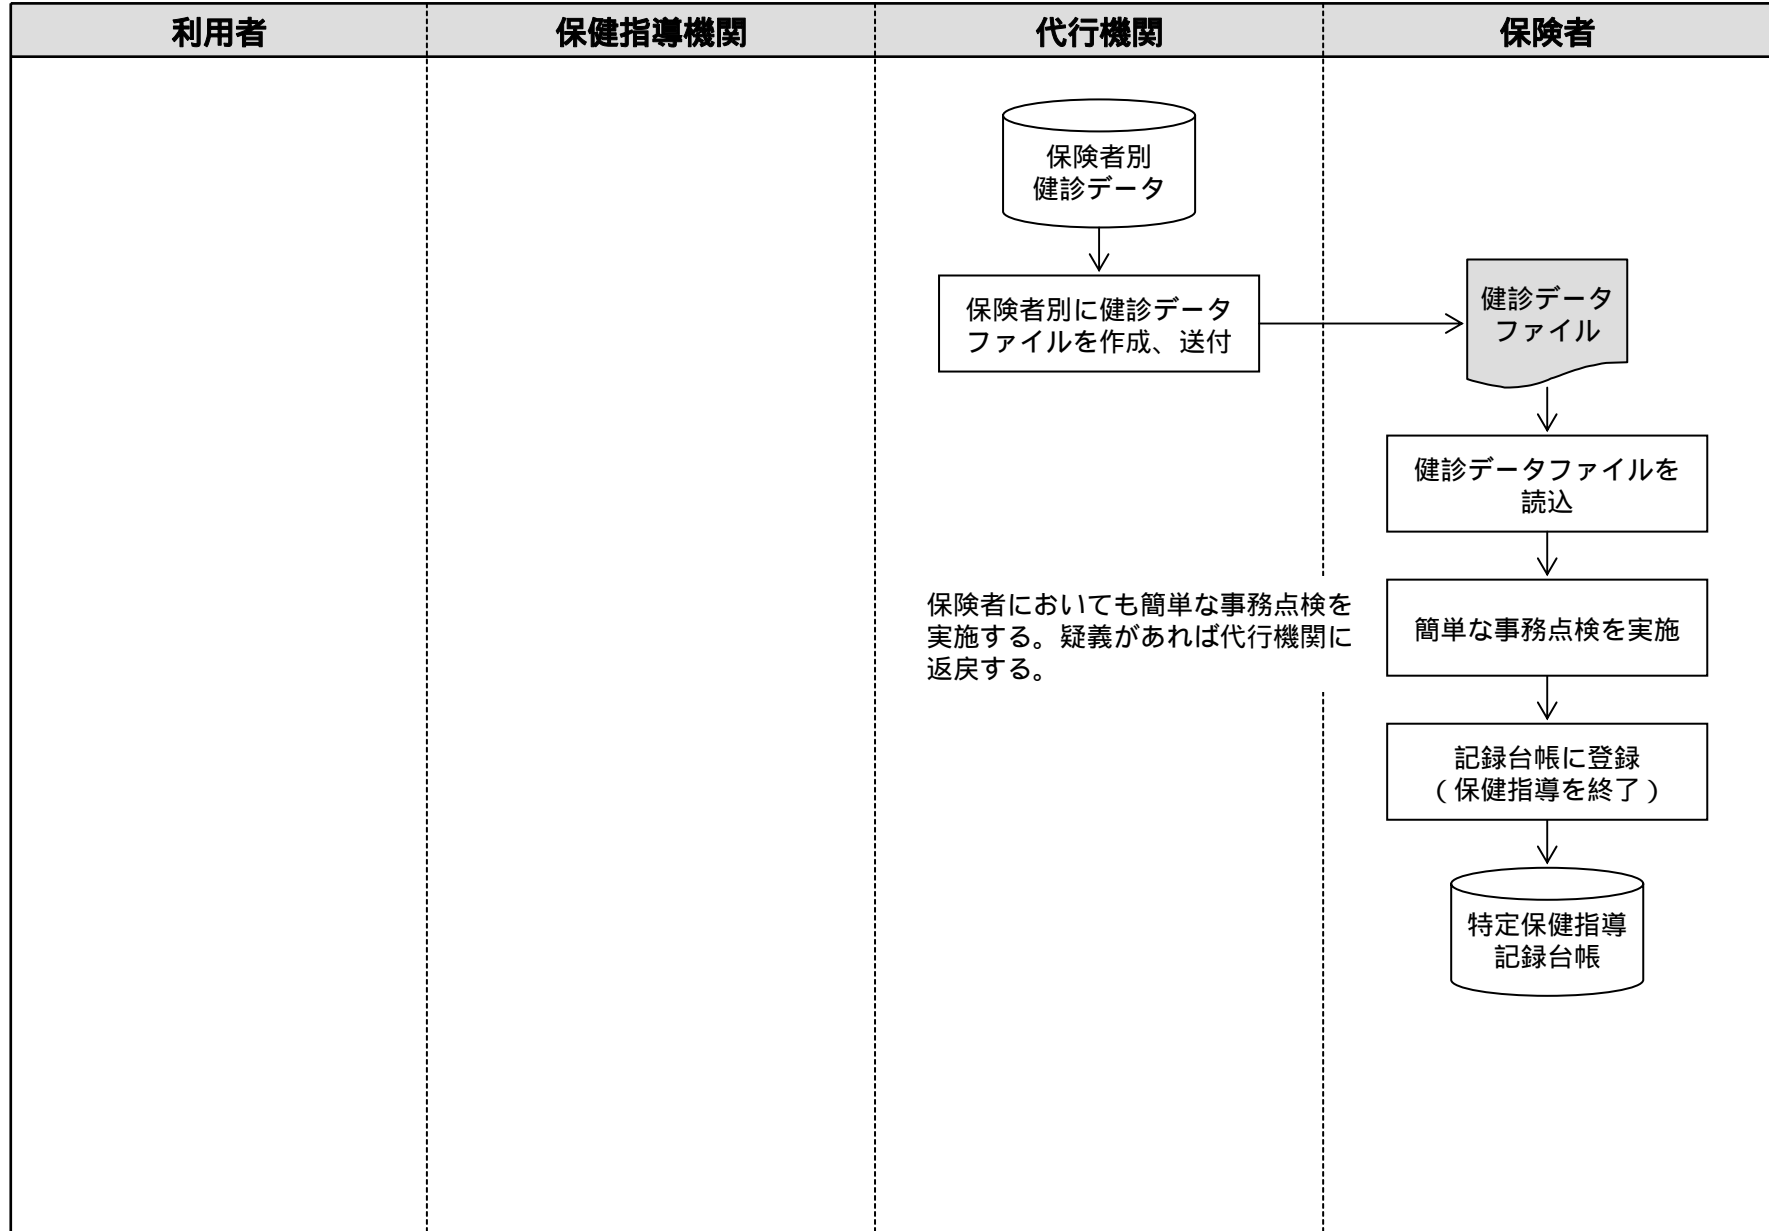 利用者
保健指導機関
代行機関
保険者
保険者別
健診データ
保険者別に健診データ
ファイルを作成、送付
健診データ
ファイル
健診データファイルを
読込
保険者においても簡単な事務点検を
実施する。疑義があれば代行機関に
返戻する。
簡単な事務点検を実施
記録台帳に登録
(保健指導を終了)
特定保健指導
記録台帳